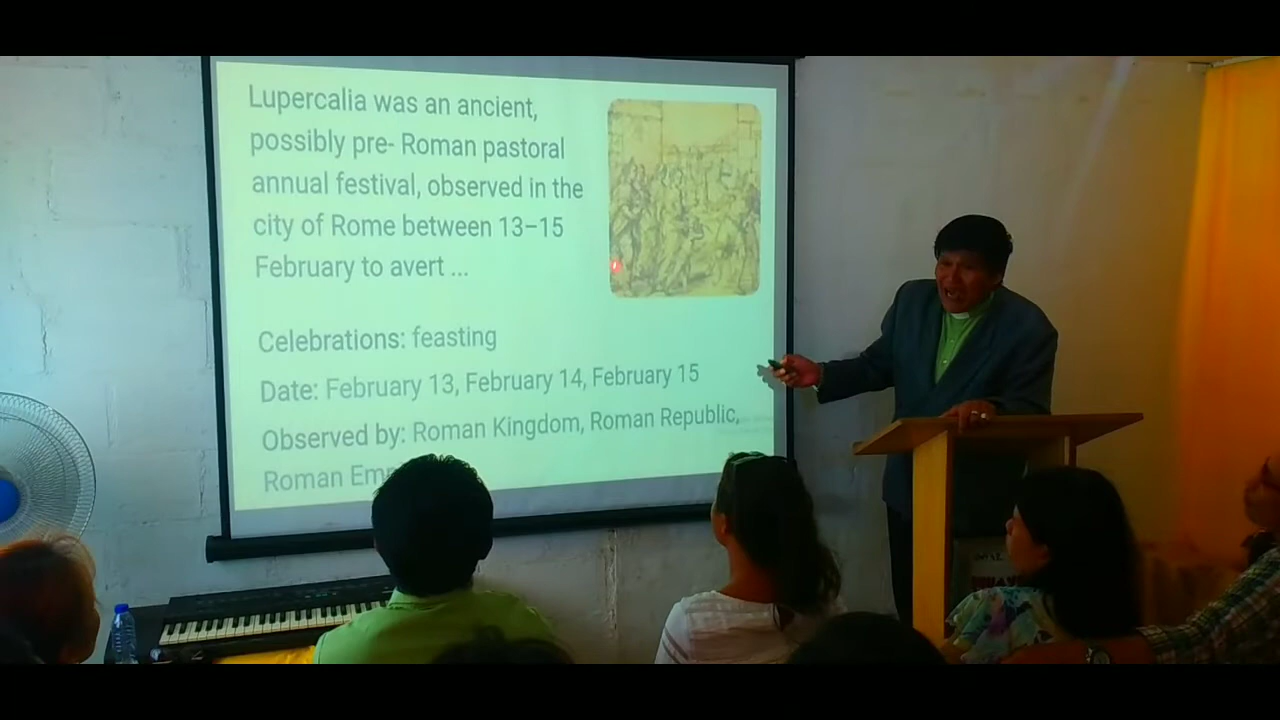 Lupercalia was an ancient,
possibly pre- Roman pastoral
annual festival, observed in the
city of Rome between 13–15
February to avert ...
Celebrations: feasting
Date: February 13, February 14, February 15
Observed by: Roman Kingdom, Roman Republic,
Roman Em